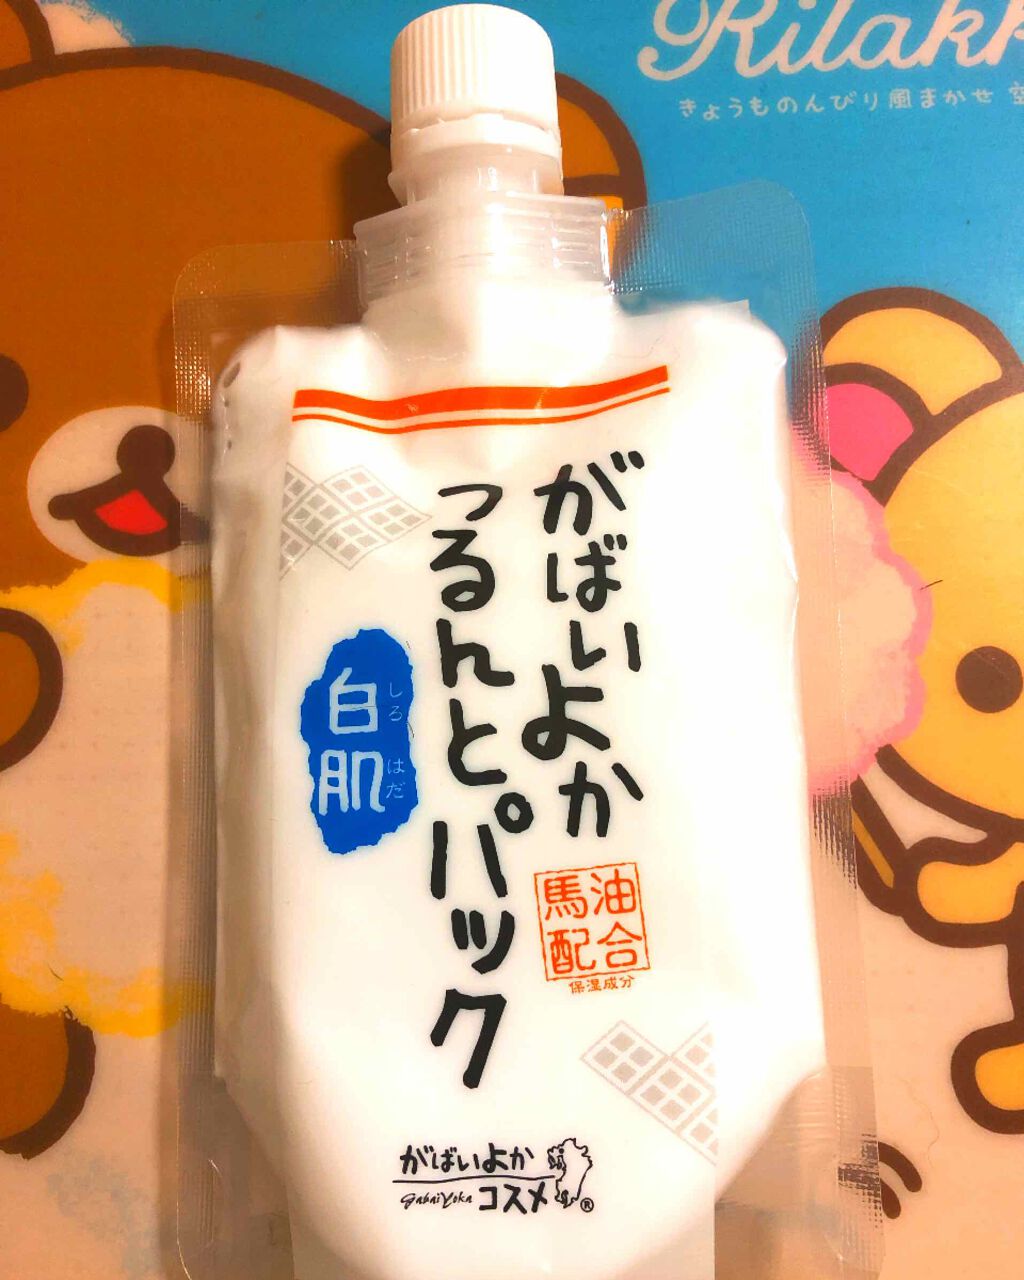 Rilakk
きょうものんびり風まかせ 空
がばいよか
つるんとパック
白肌
しろ はだ
馬油
配合
保湿成分
がばいよか
GabaiYoka コスメ®